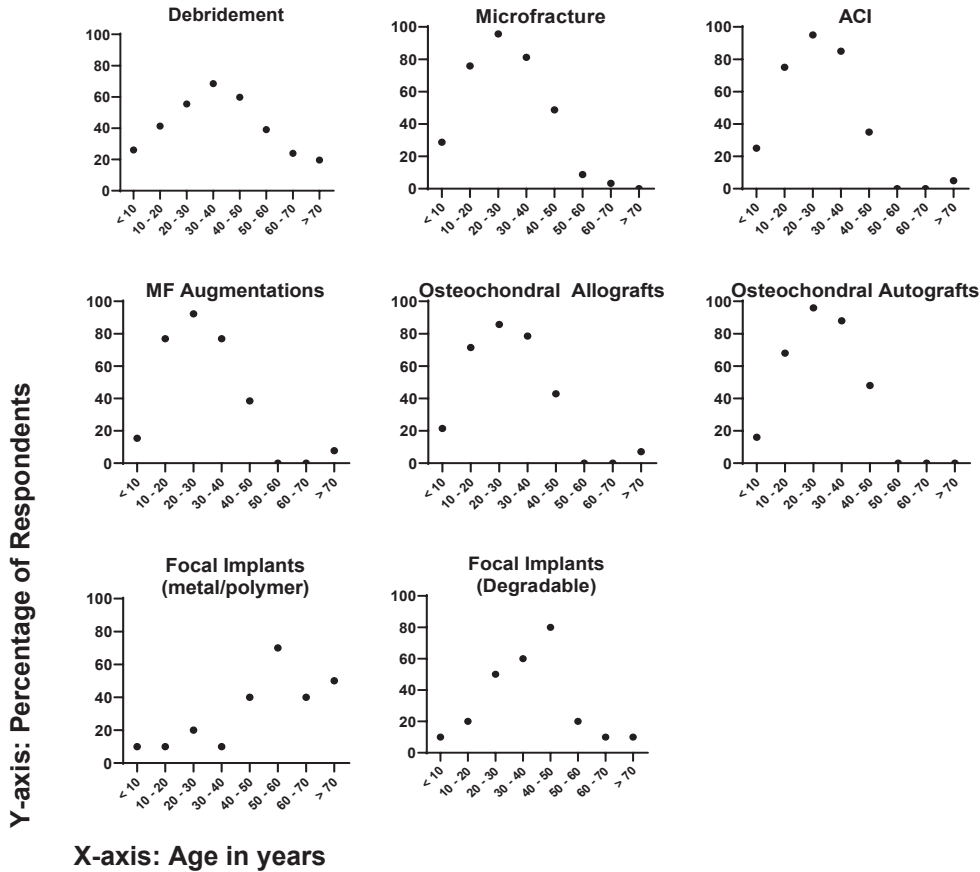 Debridement
Microfracture
ACI
100
80
60
40
20
0
< 10
10 - 20
20 - 30
30 - 40
40 - 50
50 - 60
60 - 70
> 70
100
80
60
40
20
0
< 10
10 - 20
20 - 30
30 - 40
40 - 50
50 - 60
60 - 70
> 70
100
80
60
40
20
0
< 10
10 - 20
20 - 30
30 - 40
40 - 50
50 - 60
60 - 70
> 70
MF Augmentations
Osteochondral Allografts
Osteochondral Autografts
100
80
60
40
20
0
< 10
10 - 20
20 - 30
30 - 40
40 - 50
50 - 60
60 - 70
> 70
100
80
60
40
20
0
< 10
10 - 20
20 - 30
30 - 40
40 - 50
50 - 60
60 - 70
> 70
100
80
60
40
20
0
< 10
10 - 20
20 - 30
30 - 40
40 - 50
50 - 60
60 - 70
> 70
Focal Implants
(metal/polymer)
100
80
60
40
20
0
< 10
10 - 20
20 - 30
30 - 40
40 - 50
50 - 60
60 - 70
> 70
Focal Implants
(Degradable)
100
80
60
40
20
0
< 10
10 - 20
20 - 30
30 - 40
40 - 50
50 - 60
60 - 70
> 70
Y-axis: Percentage of Respondents
X-axis: Age in years